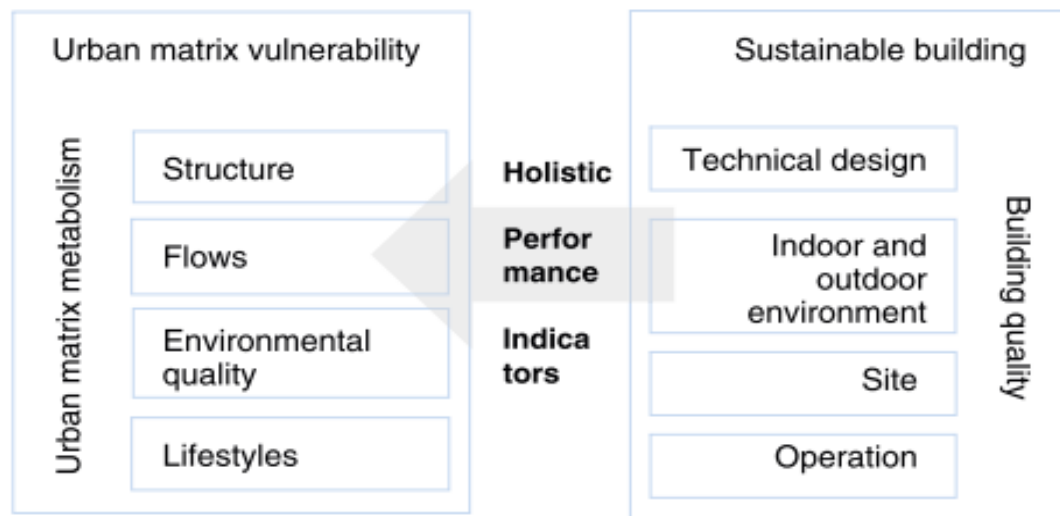 Urban matrix vulnerability
Urban matrix metabolism
Structure
Flows
Environmental
quality
Lifestyles
Holistic
Perfor
mance
Indica
tors
Sustainable building
Technical design
Indoor and
outdoor
environment
Site
Operation
Building quality